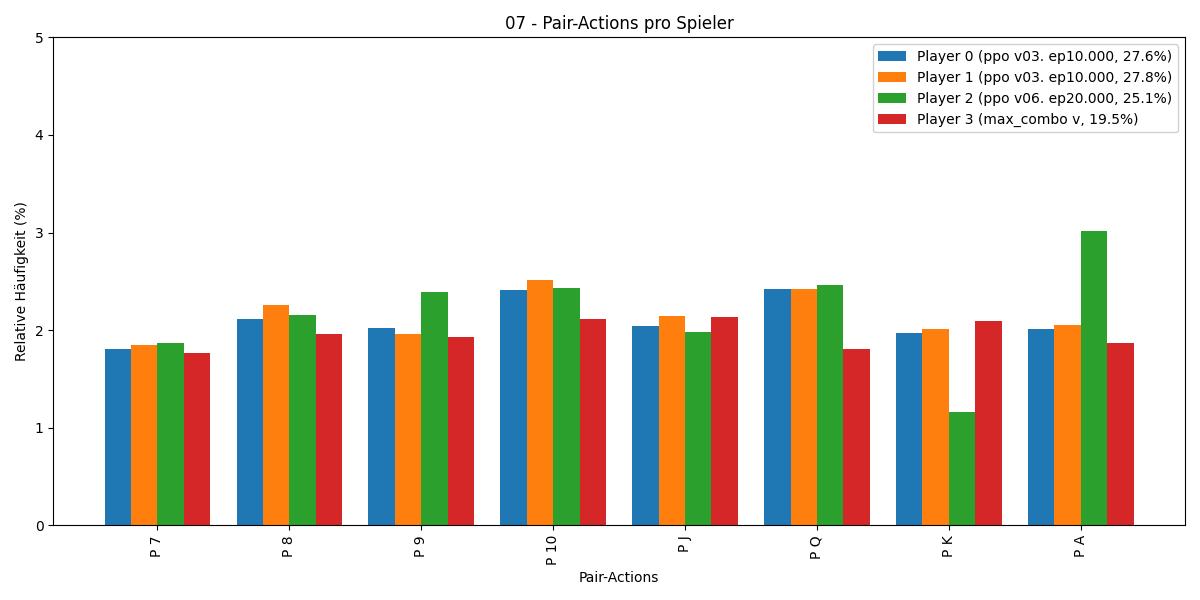 07 - Pair-Actions pro Spieler
Player 0 (ppo v03. ep10.000, 27.6%)
Player 1 (ppo v03. ep10.000, 27.8%)
Player 2 (ppo v06. ep20.000, 25.1%)
Player 3 (max_combo v, 19.5%)
Relative Häufigkeit (%)
5
4
3
2
1
0
P 7
P 8
P 9
P 10
P J
P Q
P K
P A
Pair-Actions